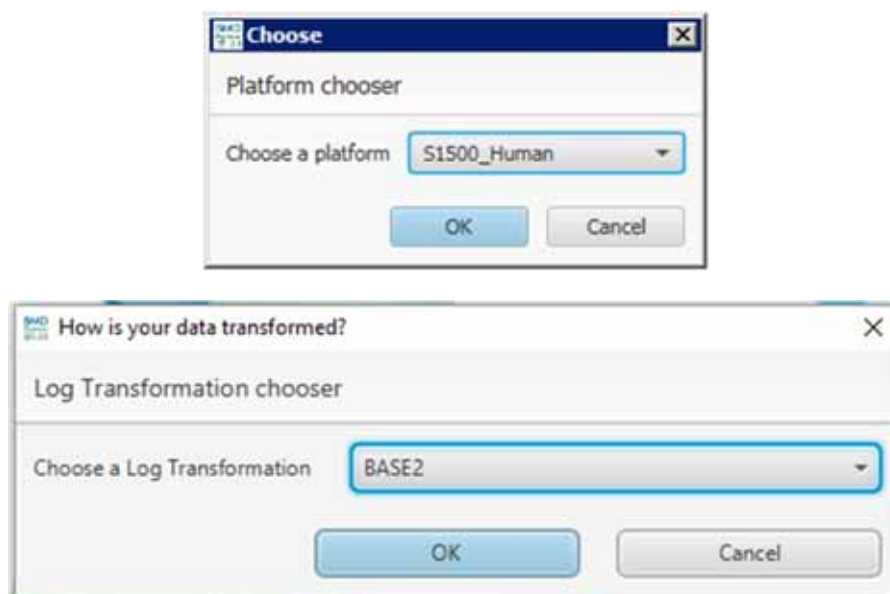 Choose
Platform chooser
Choose a platform S1500_Human
OK Cancel
How is your data transformed?
Log Transformation chooser
Choose a Log Transformation BASE2
OK Cancel